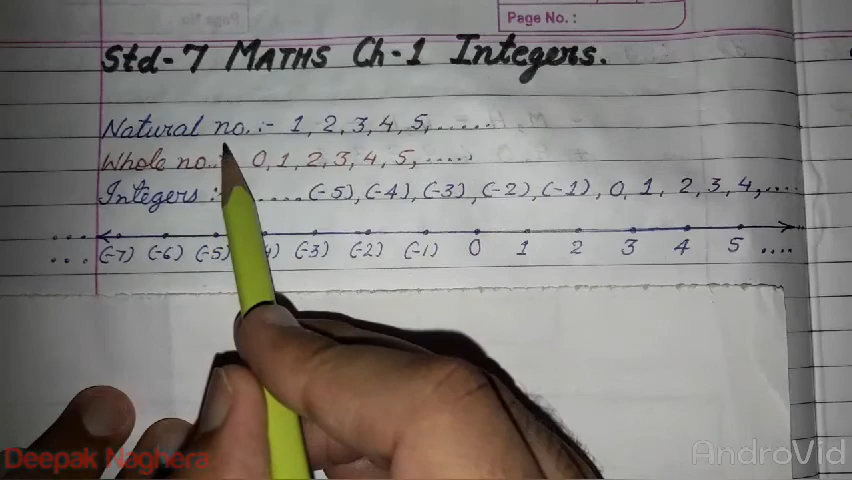 Page No. :
Std-7 MATHS Ch-1 Integers.
Natural no. :- 1, 2, 3, 4, 5, ......
Whole no. :- 0, 1, 2, 3, 4, 5, ......
Integers :- ......(-5), (-4), (-3), (-2), (-1), 0, 1, 2, 3, 4, ....
... (-7) (-6) (-5) 4) (-3) (-2) (-1) 0 1 2 3 4 5 ....
Deepak Naghera
AndroVid